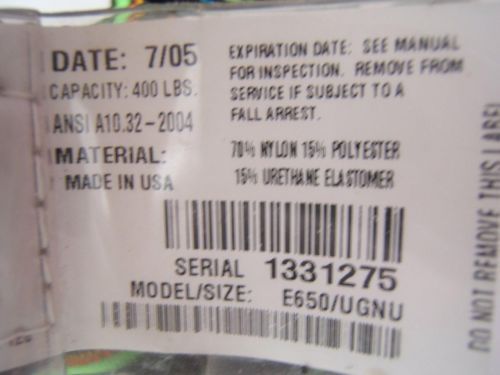 DATE: 7/05
CAPACITY: 400 LBS.
ANSI A10.32-2004
MATERIAL:
MADE IN USA
EXPIRATION DATE: SEE MANUAL
FOR INSPECTION. REMOVE FROM
SERVICE IF SUBJECT TO A
FALL ARREST.
70% NYLON 15% POLYESTER
15% URETHANE ELASTOMER
SERIAL 1331275
MODEL/SIZE: E650/UGNU
DO NOT REMOVE THIS LABEL